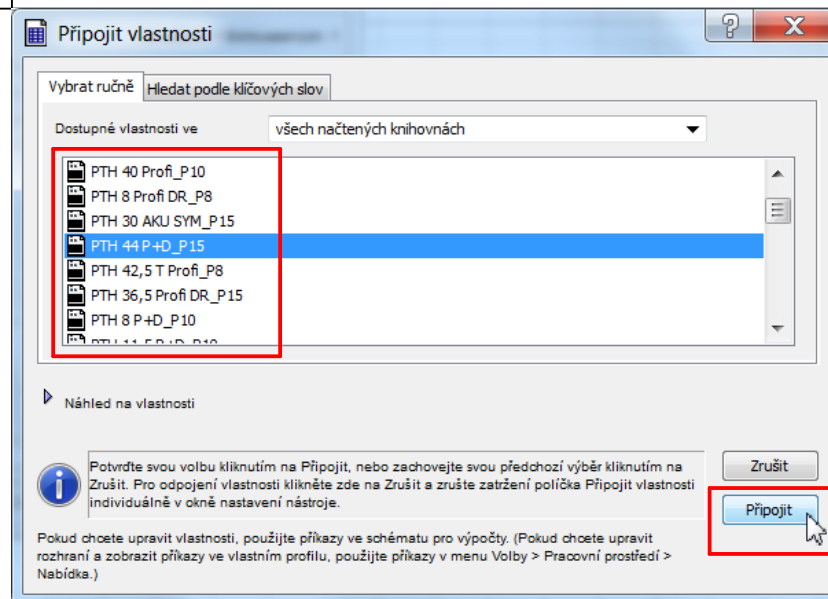 Připojit vlastnosti
Vybrat ručně
Hledat podle klíčových slov
Dostupné vlastnosti ve
všech načtených knihovnách
PTH 40 Profi_P10
PTH 8 Profi DR_P8
PTH 30 AKU SYM_P15
PTH 44 P+D_P15
PTH 42,5 T Profi_P8
PTH 36,5 Profi DR_P15
PTH 8 P+D_P10
Náhled na vlastnosti
Potvrďte svou volbu kliknutím na Připojit, nebo zachovejte svou předchozí výběr kliknutím na
Zrušit. Pro odpojení vlastnosti klikněte zde na Zrušit a zrušte zatržení políčka Připojit vlastnosti
individuálně v okně nastavení nástroje.
Zrušit
Připojit
Pokud chcete upravit vlastnosti, použijte příkazy ve schématu pro výpočty. (Pokud chcete upravit
rozhraní a zobrazit příkazy ve vlastním profilu, použijte příkazy v menu Volby > Pracovní prostředí >
Nabídka.)